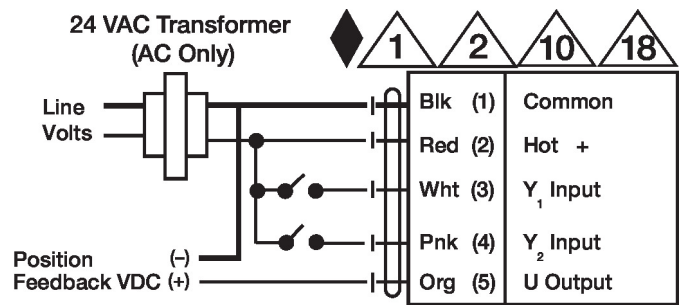 24 VAC Transformer
(AC Only)
1 2 10 18
Line
Volts
Blk (1) Common
Red (2) Hot +
Wht (3) Y1 Input
Pnk (4) Y2 Input
Org (5) U Output
Position (–)
Feedback VDC (+)